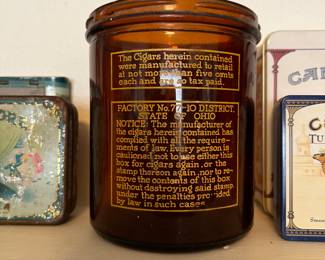 The Cigars herein contained
were manufactured to retail
at not more than five cents
each and are so tax paid.
FACTORY No. 77-10 DISTRICT,
STATE OF OHIO
NOTICE: The manufacturer of
the cigars herein contained has
complied with all the require-
ments of law. Every person is
cautioned not to use either this
box for cigars again, or the
stamp thereon again, nor to re-
move the contents of this box
without destroying said stamp
under the penalties provided
by law in such cases
CA
C
TU